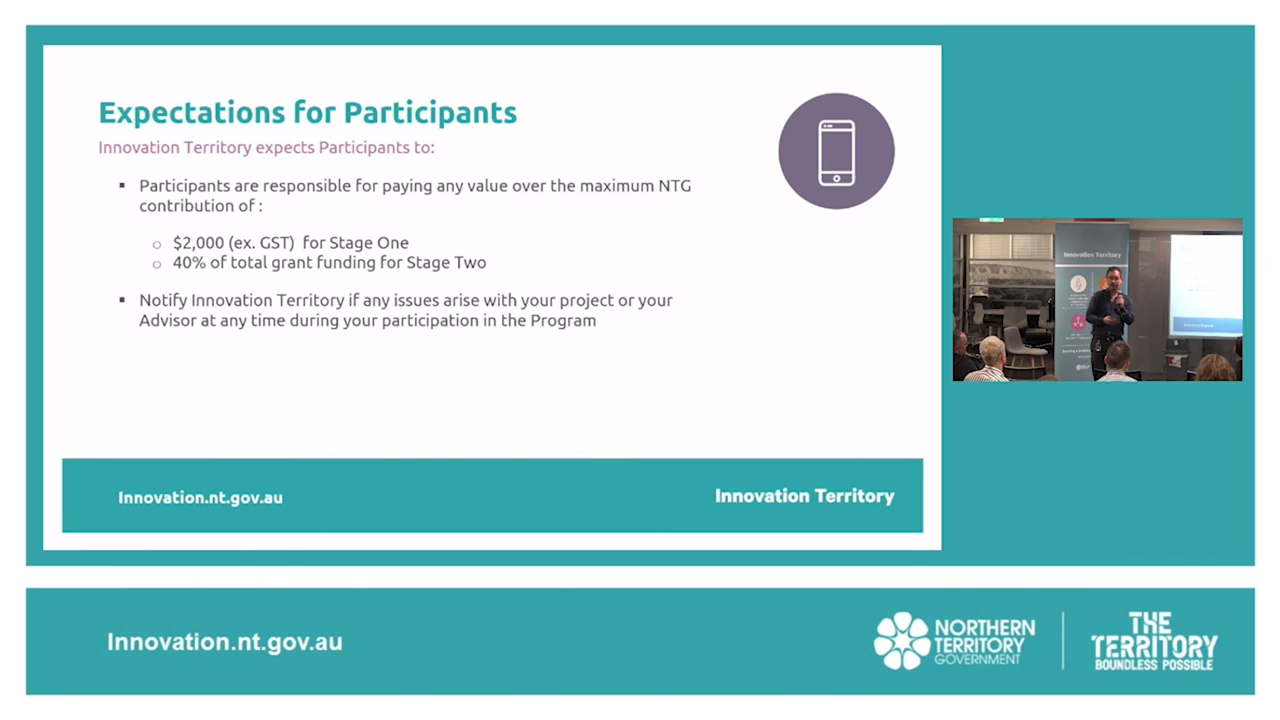 Expectations for Participants
Innovation Territory expects Participants to:
▪ Participants are responsible for paying any value over the maximum NTG
contribution of :
○ $2,000 (ex. GST)  for Stage One
○ 40% of total grant funding for Stage Two
▪ Notify Innovation Territory if any issues arise with your project or your
Advisor at any time during your participation in the Program
Innovation.nt.gov.au
Innovation Territory
Innovation Territory
Innovation.nt.gov.au
NORTHERN
TERRITORY
GOVERNMENT
THE
TERRITORY
BOUNDLESS POSSIBLE